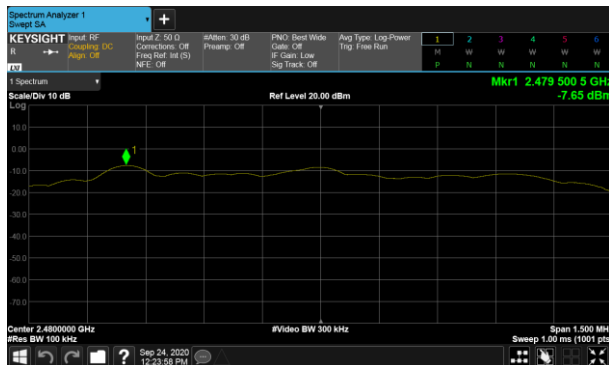 Spectrum Analyzer 1
Swept SA
+
KEYSIGHT
R
LXI
Input: RF
Coupling: DC
Align: Off
Input Z: 50 Ω
Corrections: Off
Freq Ref: Int (S)
NFE: Off
#Atten: 30 dB
Preamp: Off
PNO: Best Wide
Gate: Off
IF Gain: Low
Sig Track: Off
Avg Type: Log-Power
Trig: Free Run
1 2 3 4 5 6
M W W W W W
P N N N N N
1 Spectrum
Mkr1 2.479 500 5 GHz
Scale/Div 10 dB
Ref Level 20.00 dBm
-7.65 dBm
Log
10.0
0.00
1
-10.0
-20.0
-30.0
-40.0
-50.0
-60.0
-70.0
Center 2.4800000 GHz
#Video BW 300 kHz
Span 1.500 MH
#Res BW 100 kHz
Sweep 1.00 ms (1001 pts
?
Sep 24, 2020
12:23:58 PM